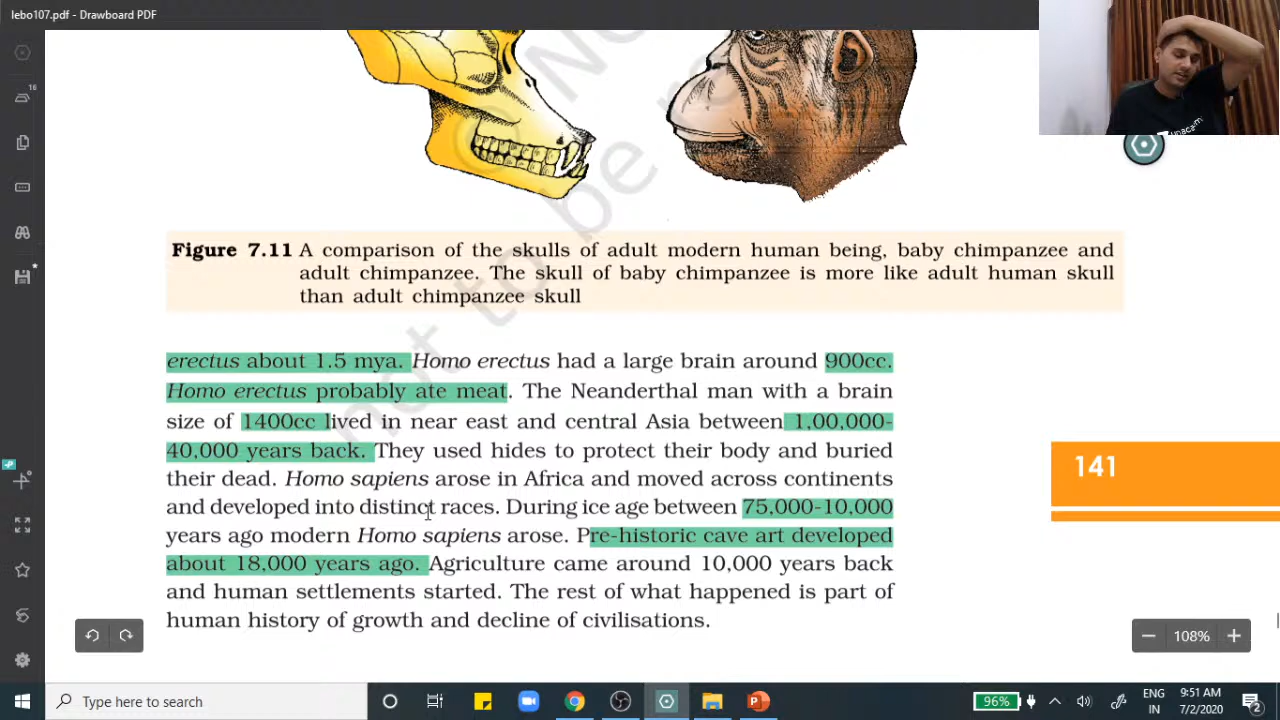 lebo107.pdf - Drawboard PDF
18
Figure 7.11 A comparison of the skulls of adult modern human being, baby chimpanzee and
adult chimpanzee. The skull of baby chimpanzee is more like adult human skull
than adult chimpanzee skull
erectus about 1.5 mya. Homo erectus had a large brain around 900cc.
Homo erectus probably ate meat. The Neanderthal man with a brain
size of 1400cc lived in near east and central Asia between 1,00,000-
40,000 years back. They used hides to protect their body and buried
their dead. Homo sapiens arose in Africa and moved across continents
and developed into distinct races. During ice age between 75,000-10,000
years ago modern Homo sapiens arose. Pre-historic cave art developed
about 18,000 years ago. Agriculture came around 10,000 years back
and human settlements started. The rest of what happened is part of
human history of growth and decline of civilisations.
141
108%
Type here to search
96%
ENG
IN
9:51 AM
7/2/2020
2
not to be r